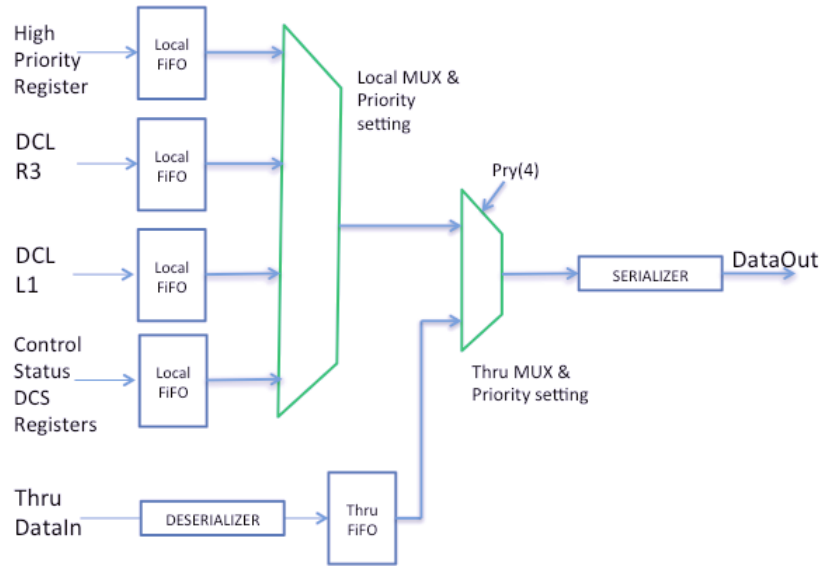 High
Priority
Register
Local
FiFO
Local MUX &
Priority
setting
DCL
R3
Local
FiFO
Pry(4)
DCL
L1
Local
FiFO
SERIALIZER
DataOut
Control
Status
DCS
Registers
Local
FiFO
Thru MUX &
Priority setting
Thru
DataIn
DESERIALIZER
Thru
FiFO